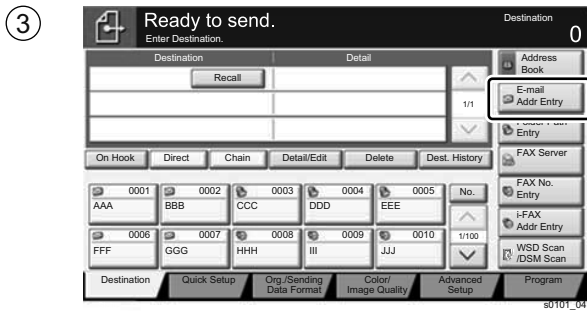 3
Ready to send.
Destination
0
Enter Destination.
Destination
Detail
Recall
1/1
Address
Book
E-mail
Addr Entry
Folder Path
Entry
FAX Server
FAX No.
Entry
i-FAX
Addr Entry
WSD Scan
/DSM Scan
On Hook
Direct
Chain
Detail/Edit
Delete
Dest. History
0001
AAA
0002
BBB
0003
CCC
0004
DDD
0005
EEE
No.
0006
FFF
0007
GGG
0008
HHH
0009
III
0010
JJJ
1/100
Destination
Quick Setup
Org./Sending
Data Format
Color/
Image Quality
Advanced
Setup
Program
s0101_04